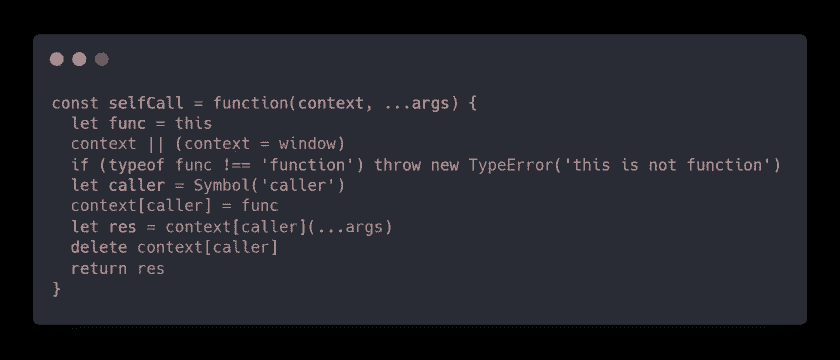 const selfCall = function(context, ...args) {
  let func = this
  context || (context = window)
  if (typeof func !== 'function') throw new TypeError('this is not function')
  let caller = Symbol('caller')
  context[caller] = func
  let res = context[caller](...args)
  delete context[caller]
  return res
}